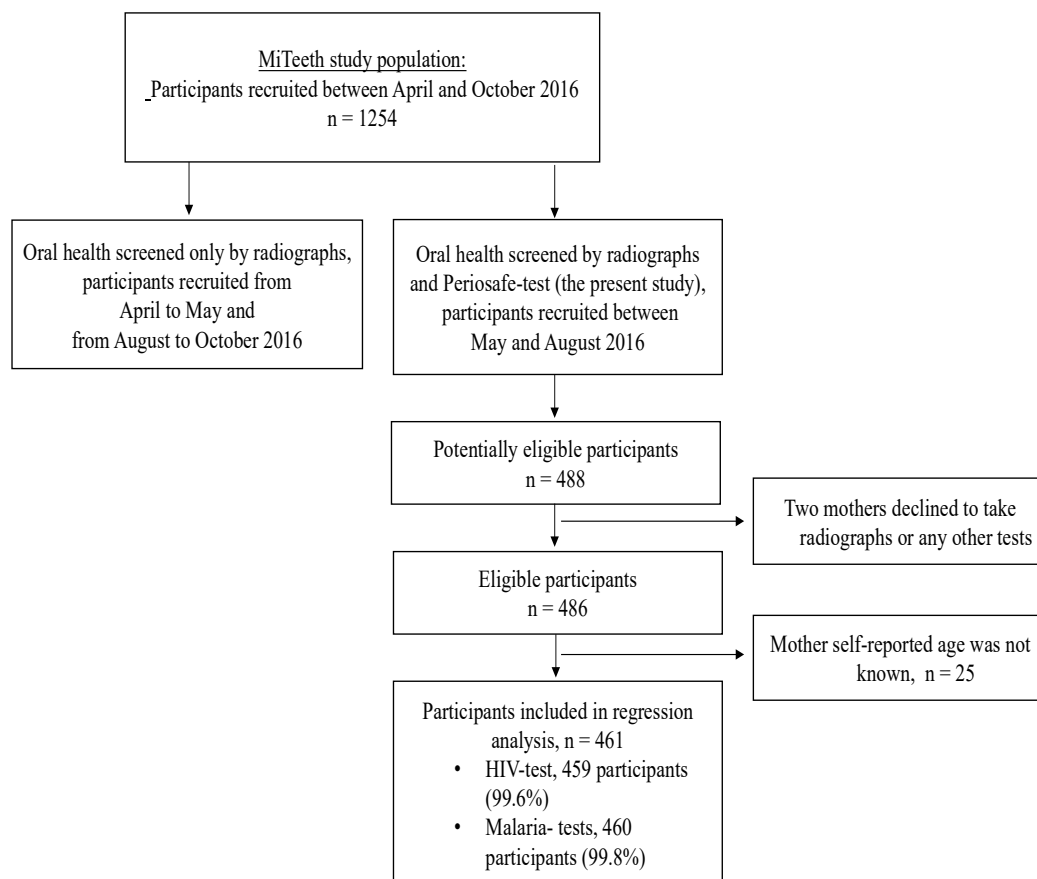 MiTeeth study population:
_Participants recruited between April and October 2016
n = 1254
Oral health screened only by radiographs,
participants recruited from
April to May and
from August to October 2016
Oral health screened by radiographs
and Periosafe-test (the present study),
participants recruited between
May and August 2016
Potentially eligible participants
n = 488
Two mothers declined to take
radiographs or any other tests
Eligible participants
n = 486
Mother self-reported age was not
known, n = 25
Participants included in regression
analysis, n = 461
• HIV-test, 459 participants
(99.6%)
• Malaria- tests, 460
participants (99.8%)